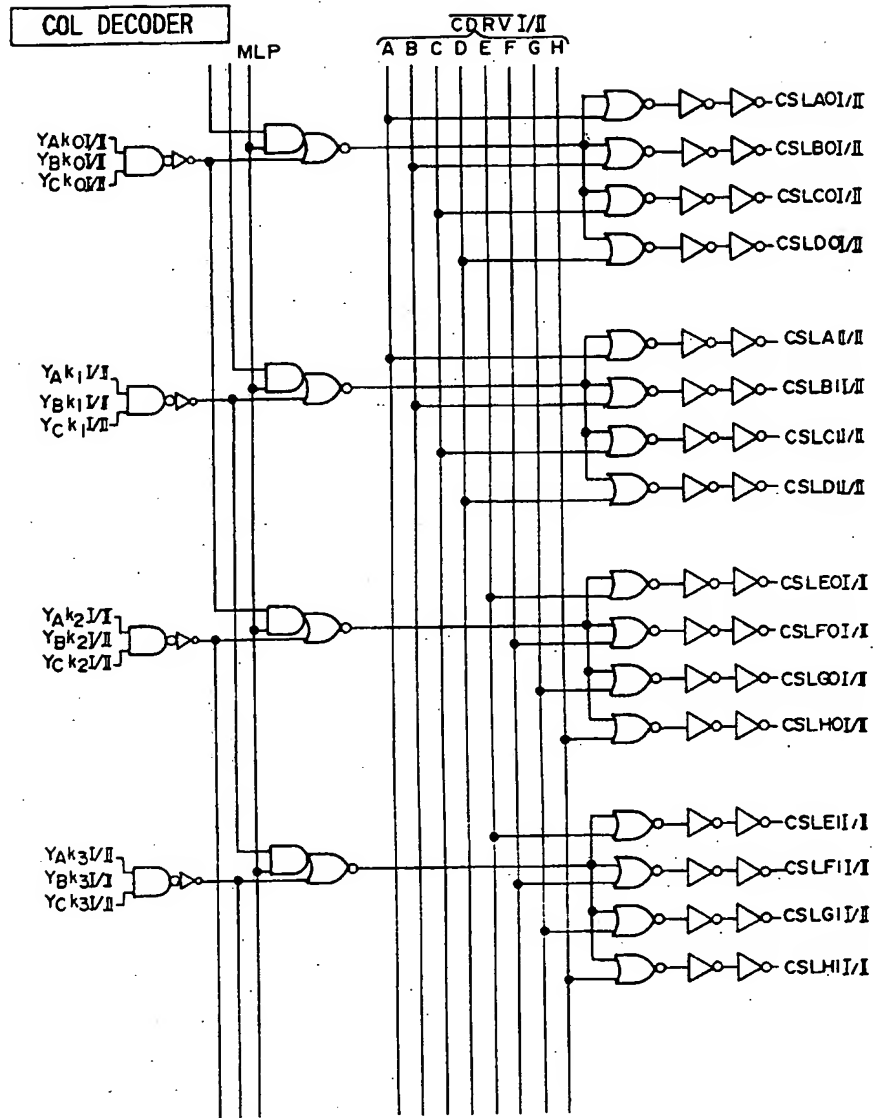 COL DECODER
MLP
CDRV I/II
A B C D E F G H
YAk0I/II
YBk0I/II
YCk0I/II
CSLA0I/II
CSLB0I/II
CSLC0I/II
CSLD0I/II
YAk1I/II
YBk1I/II
YCk1I/II
CSLA1I/II
CSLB1I/II
CSLC1I/II
CSLD1I/II
YAk2I/II
YBk2I/II
YCk2I/II
CSLE0I/II
CSLF0I/II
CSLG0I/II
CSLH0I/II
YAk3I/II
YBk3I/II
YCk3I/II
CSLE1I/II
CSLF1I/II
CSLG1I/II
CSLH1I/II